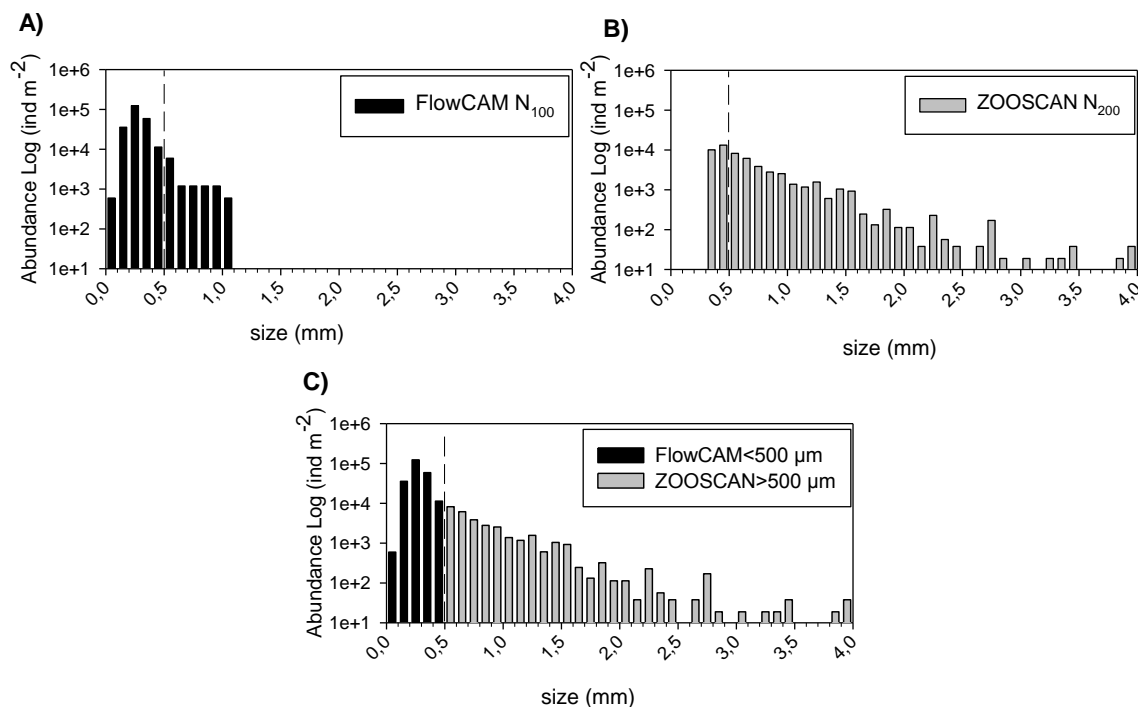 A)
Abundance Log (ind m-2)
1e+6
1e+5
1e+4
1e+3
1e+2
1e+1
FlowCAM N100
0,0 0,5 1,0 1,5 2,0 2,5 3,0 3,5 4,0
size (mm)
B)
Abundance Log (ind m-2)
1e+6
1e+5
1e+4
1e+3
1e+2
1e+1
ZOOSCAN N200
0,0 0,5 1,0 1,5 2,0 2,5 3,0 3,5 4,0
size (mm)
C)
Abundance Log (ind m-2)
1e+6
1e+5
1e+4
1e+3
1e+2
1e+1
FlowCAM<500 µm
ZOOSCAN>500 µm
0,0 0,5 1,0 1,5 2,0 2,5 3,0 3,5 4,0
size (mm)